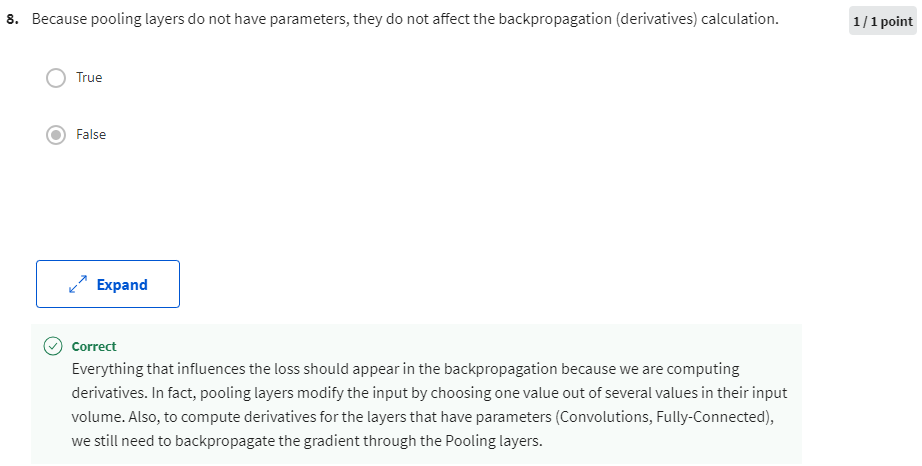 8. Because pooling layers do not have parameters, they do not affect the backpropagation (derivatives) calculation.
1 / 1 point
True
False
Expand
Correct
Everything that influences the loss should appear in the backpropagation because we are computing
derivatives. In fact, pooling layers modify the input by choosing one value out of several values in their input
volume. Also, to compute derivatives for the layers that have parameters (Convolutions, Fully-Connected),
we still need to backpropagate the gradient through the Pooling layers.